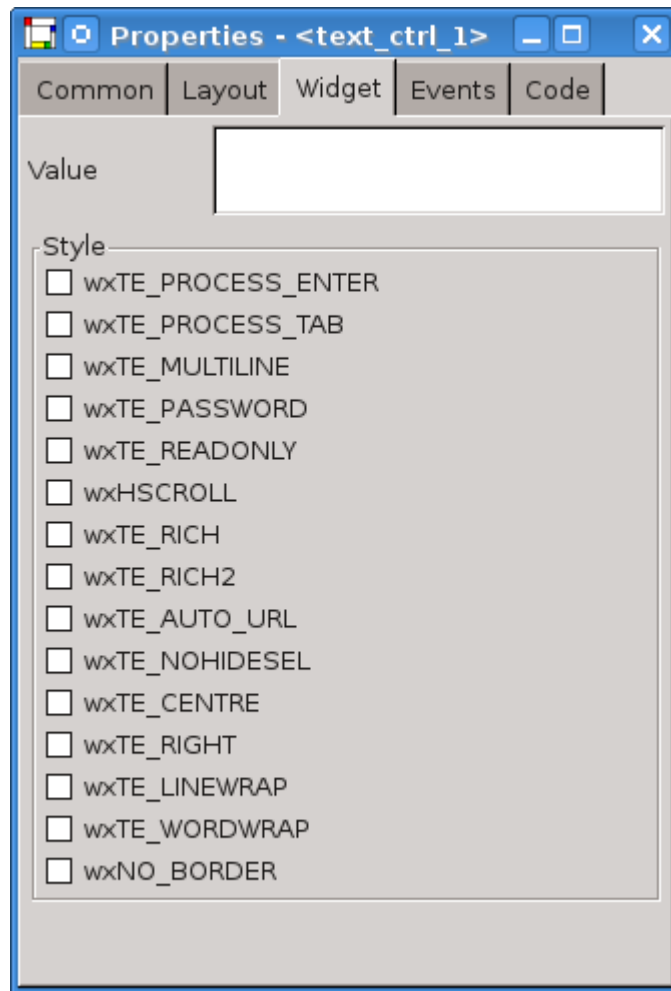 Properties - <text_ctrl_1>
Common Layout Widget Events Code
Value
Style
wxTE_PROCESS_ENTER
wxTE_PROCESS_TAB
wxTE_MULTILINE
wxTE_PASSWORD
wxTE_READONLY
wxHSCROLL
wxTE_RICH
wxTE_RICH2
wxTE_AUTO_URL
wxTE_NOHIDESEL
wxTE_CENTRE
wxTE_RIGHT
wxTE_LINEWRAP
wxTE_WORDWRAP
wxNO_BORDER